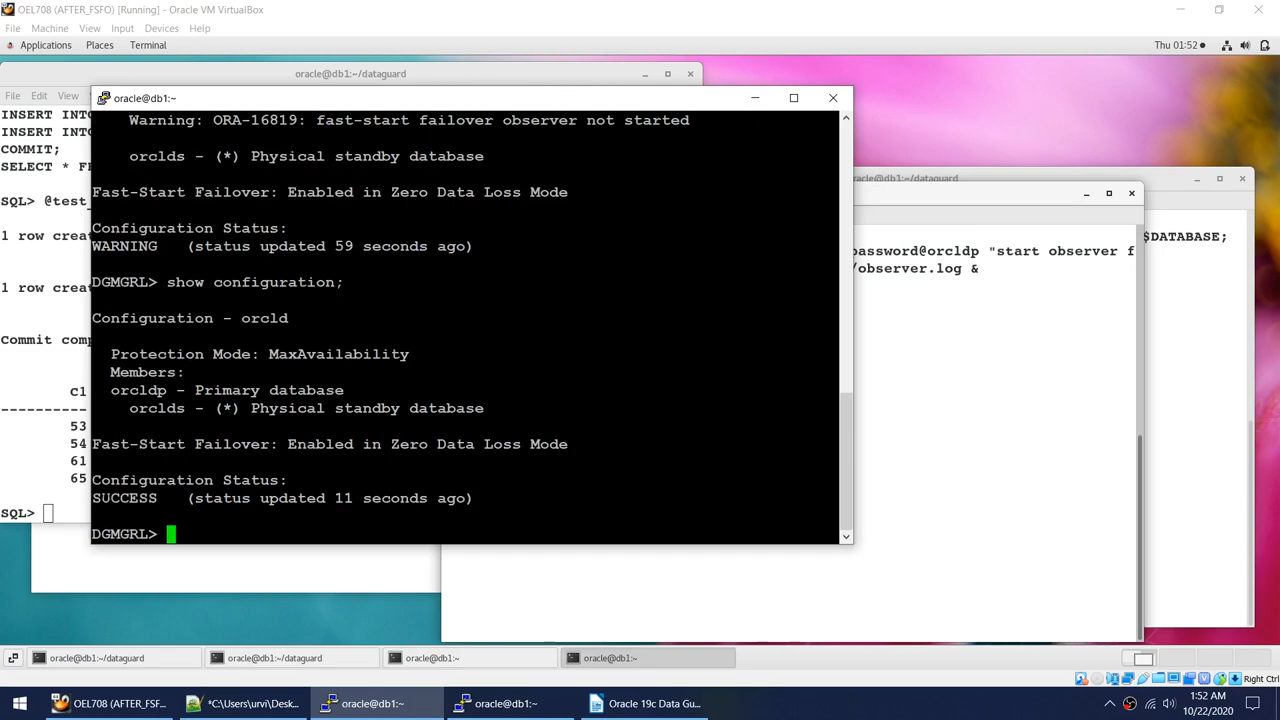 OEL708 (AFTER_FSFO) [Running] - Oracle VM VirtualBox
File Machine View Input Devices Help
Applications Places Terminal
Thu 01:52
oracle@db1:~/dataguard
File Edit View
INSERT INTO
INSERT INTO
COMMIT;
SELECT * F
SQL> @test_
1 row crea
1 row crea
Commit com
c1
----------
53
54
61
65
SQL>
oracle@db1:~
Warning: ORA-16819: fast-start failover observer not started
orclds - (*) Physical standby database
Fast-Start Failover: Enabled in Zero Data Loss Mode
Configuration Status:
WARNING (status updated 59 seconds ago)
DGMGRL> show configuration;
Configuration - orcld
Protection Mode: MaxAvailability
Members:
orcldp - Primary database
orclds - (*) Physical standby database
Fast-Start Failover: Enabled in Zero Data Loss Mode
Configuration Status:
SUCCESS (status updated 11 seconds ago)
DGMGRL>
oracle@db1:~/dataguard
$DATABASE;
password@orcldp "start observer f
/observer.log &
oracle@db1:~/dataguard
oracle@db1:~/dataguard
oracle@db1:~
oracle@db1:~
Right Ctrl
OEL708 (AFTER_FSF...
*C:\Users\urvi\Desk...
oracle@db1:~
oracle@db1:~
Oracle 19c Data Gu...
1:52 AM
10/22/2020